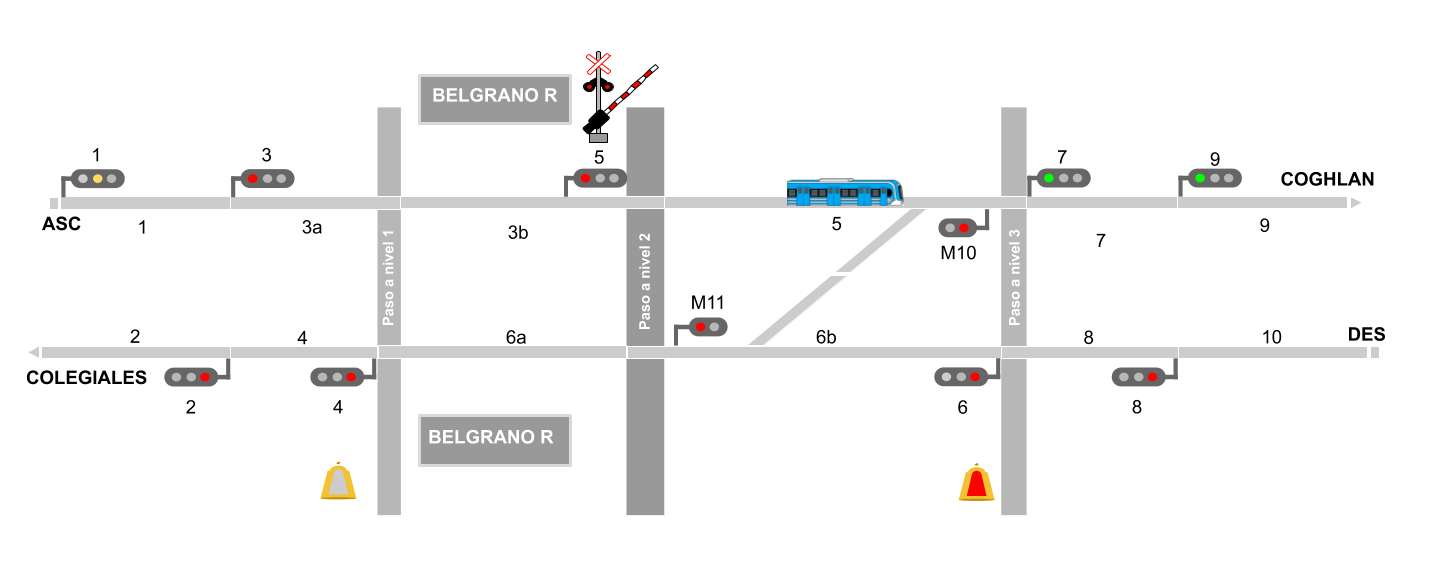 BELGRANO R
1
3
5
7
9
COGHLAN
ASC
1
3a
3b
5
M10
7
9
Paso a nivel 1
Paso a nivel 2
Paso a nivel 3
M11
2
4
6a
6b
8
10
DES
COLEGIALES
2
4
6
8
BELGRANO R